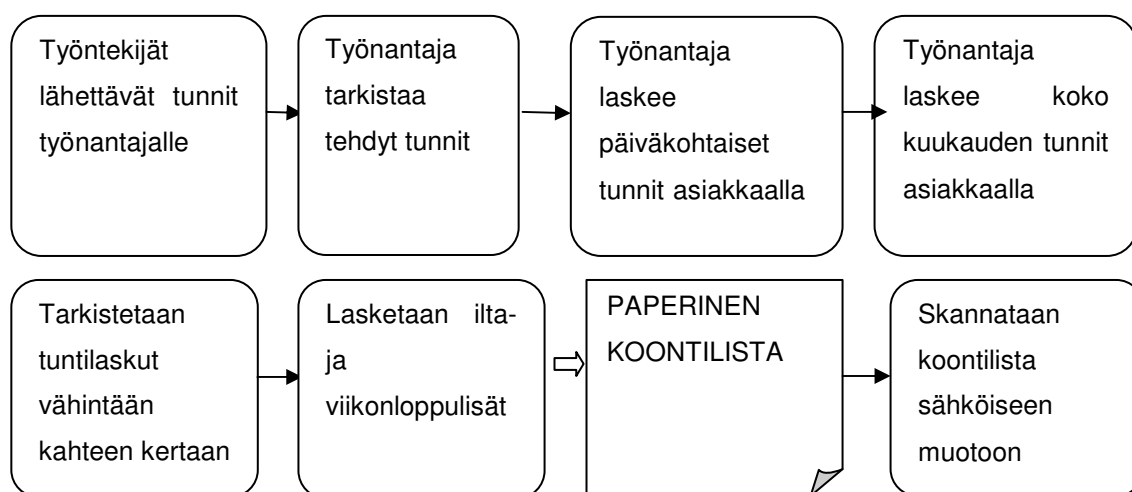 Työntekijät
lähettävät tunnit
työnantajalle
Työnantaja
tarkistaa
tehdyt tunnit
Työnantaja
laskee
päiväkohtaiset
tunnit asiakkaalla
Työnantaja
laskee koko
kuukauden tunnit
asiakkaalla
Tarkistetaan
tuntilaskut
vähintään
kahteen kertaan
Lasketaan ilta-
ja
viikonloppulisät
PAPERINEN
KOONTILISTA
Skannataan
koontilista
sähköiseen
muotoon